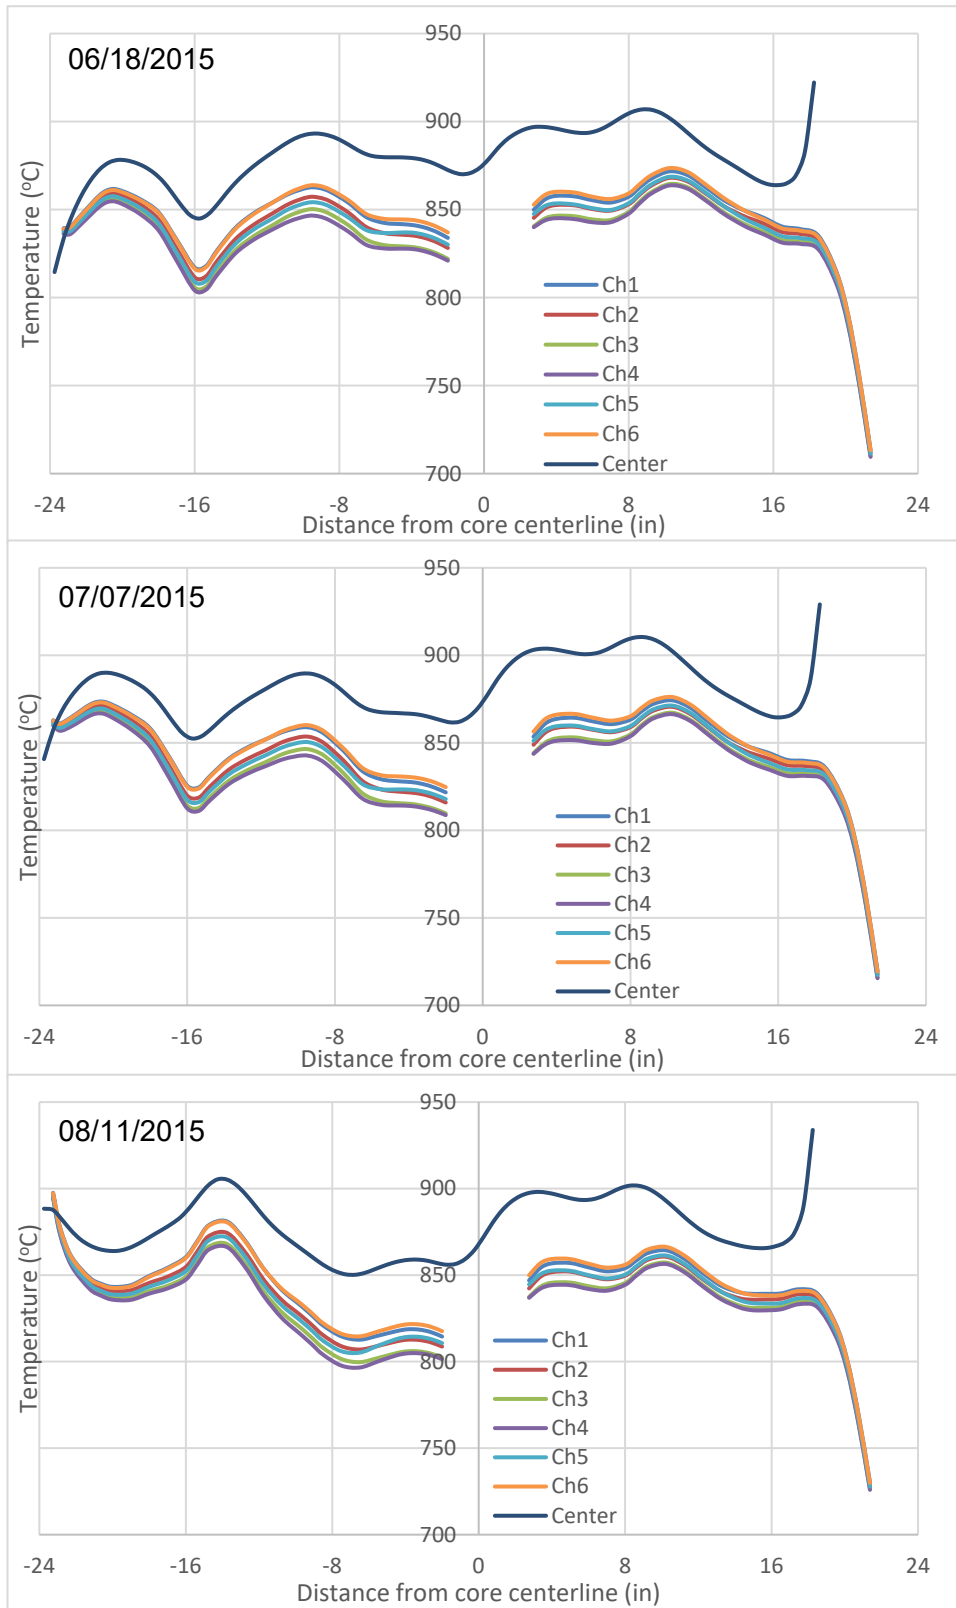 06/18/2015
950
900
850
800
750
700
Temperature (°C)
Ch1
Ch2
Ch3
Ch4
Ch5
Ch6
Center
-24 -16 -8 0 8 16 24
Distance from core centerline (in)
07/07/2015
950
900
850
800
750
700
Temperature (°C)
Ch1
Ch2
Ch3
Ch4
Ch5
Ch6
Center
-24 -16 -8 0 8 16 24
Distance from core centerline (in)
08/11/2015
950
900
850
800
750
700
Temperature (°C)
Ch1
Ch2
Ch3
Ch4
Ch5
Ch6
Center
-24 -16 -8 0 8 16 24
Distance from core centerline (in)